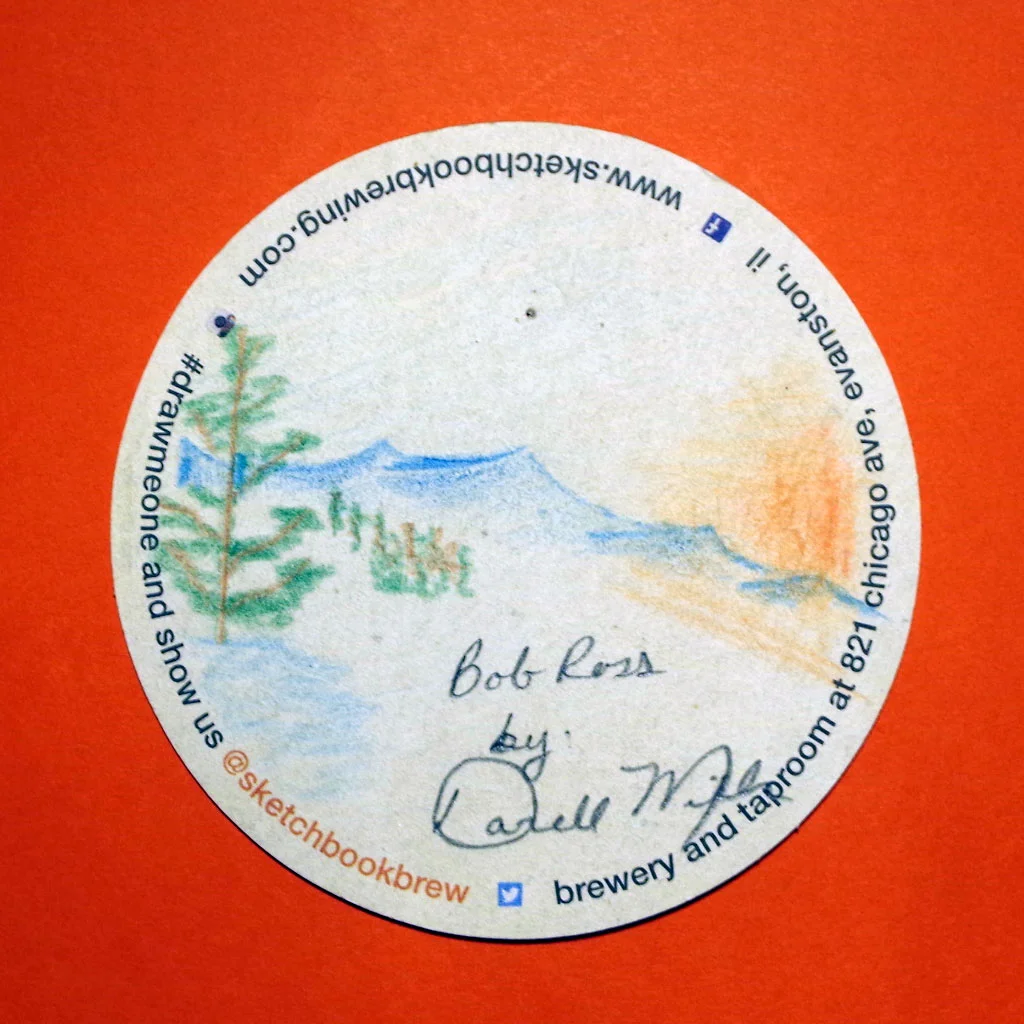 www.sketchbookbrewing.com
#drawmeone and show us @sketchbookbrew
brewery and taproom at 821 chicago ave, evanston, il
Bob Ross
by:
Darell